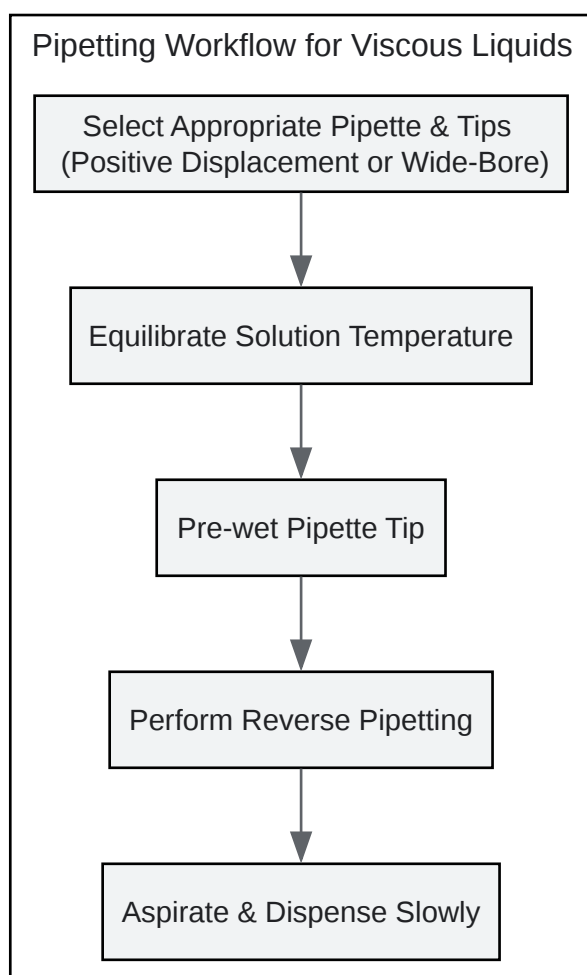 Pipetting Workflow for Viscous Liquids
Select Appropriate Pipette & Tips
(Positive Displacement or Wide-Bore)
Equilibrate Solution Temperature
Pre-wet Pipette Tip
Perform Reverse Pipetting
Aspirate & Dispense Slowly